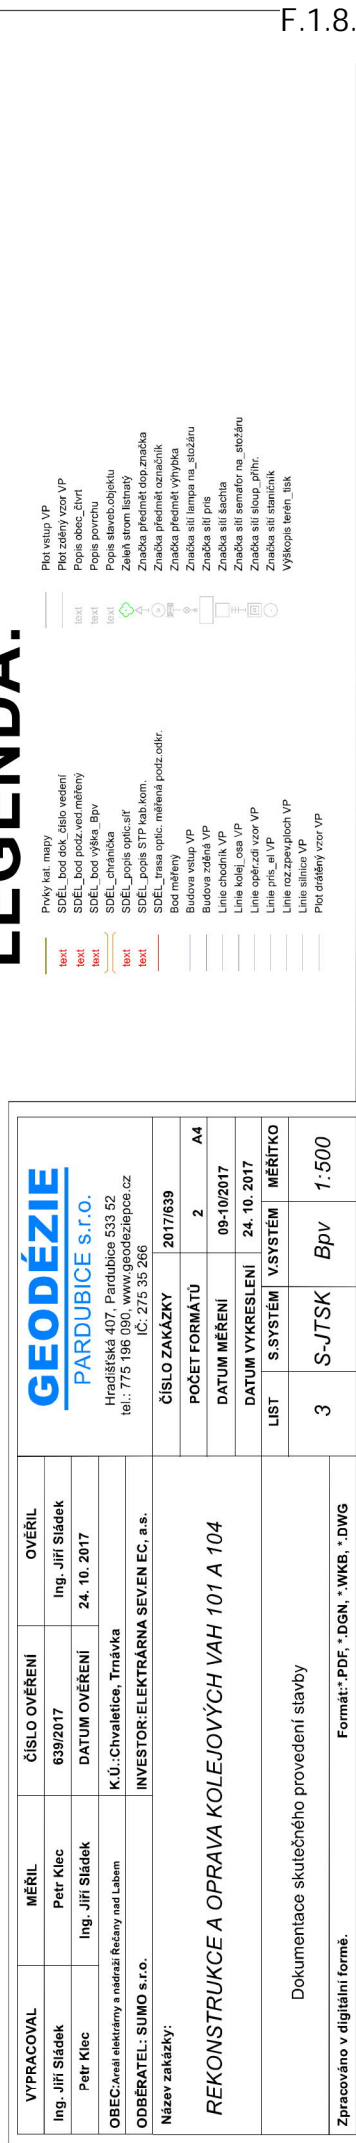 F.1.8.
LEGENDA:
Prvky kat. mapy
text SDĚL_bod dok_číslo vedení
text SDĚL_bod podz.ved.měřený
text SDĚL_bod výška_Bpv
SDĚL_chránička
text SDĚL_popis optic.síť
text SDĚL_popis STP kab.kom.
SDĚL_trasa optic. měřená podz.odkr.
Bod měřený
Budova vstup VP
Budova zděná VP
Linie chodník VP
Linie kolej_osa VP
Linie opěr.zdi vzor VP
Linie pris_el VP
Linie roz.zpev.ploch VP
Linie silnice VP
Plot drátěný vzor VP
Plot vstup VP
Plot zděný vzor VP
text Popis obec_čtvrt
text Popis povrchu
text Popis staveb.objektu
Zeleň strom listnatý
Značka předmět dop.značka
Značka předmět označník
Značka předmět výhybka
Značka sítí lampa na_stožáru
Značka sítí pris
Značka sítí šachta
Značka sítí semafor na_stožáru
Značka sítí sloup_příhr.
Značka sítí staničník
Výškopis terén_tisk
VYPRACOVAL MĚŘIL ČÍSLO OVĚŘENÍ OVĚŘIL
Ing. Jiří Sládek Petr Klec 639/2017 Ing. Jiří Sládek
Petr Klec Ing. Jiří Sládek DATUM OVĚŘENÍ 24. 10. 2017
OBEC:Areál elektrárny a nádraží Řečany nad Labem K.Ú.:Chvaletice, Trnávka
ODBĚRATEL: SUMO s.r.o. INVESTOR:ELEKTRÁRNA SEV.EN EC, a.s.
GEODÉZIE
PARDUBICE s.r.o.
Hradišťská 407, Pardubice 533 52
tel.: 775 196 090, www.geodeziepce.cz
IČ: 275 35 266
Název zakázky:
REKONSTRUKCE A OPRAVA KOLEJOVÝCH VAH 101 A 104
ČÍSLO ZAKÁZKY 2017/639
POČET FORMÁTŮ 2 A4
DATUM MĚŘENÍ 09-10/2017
DATUM VYKRESLENÍ 24. 10. 2017
Dokumentace skutečného provedení stavby
LIST S.SYSTÉM V.SYSTÉM MĚŘÍTKO
3 S-JTSK Bpv 1:500
Zpracováno v digitální formě. Formát:*.PDF, *.DGN, *.WKB, *.DWG